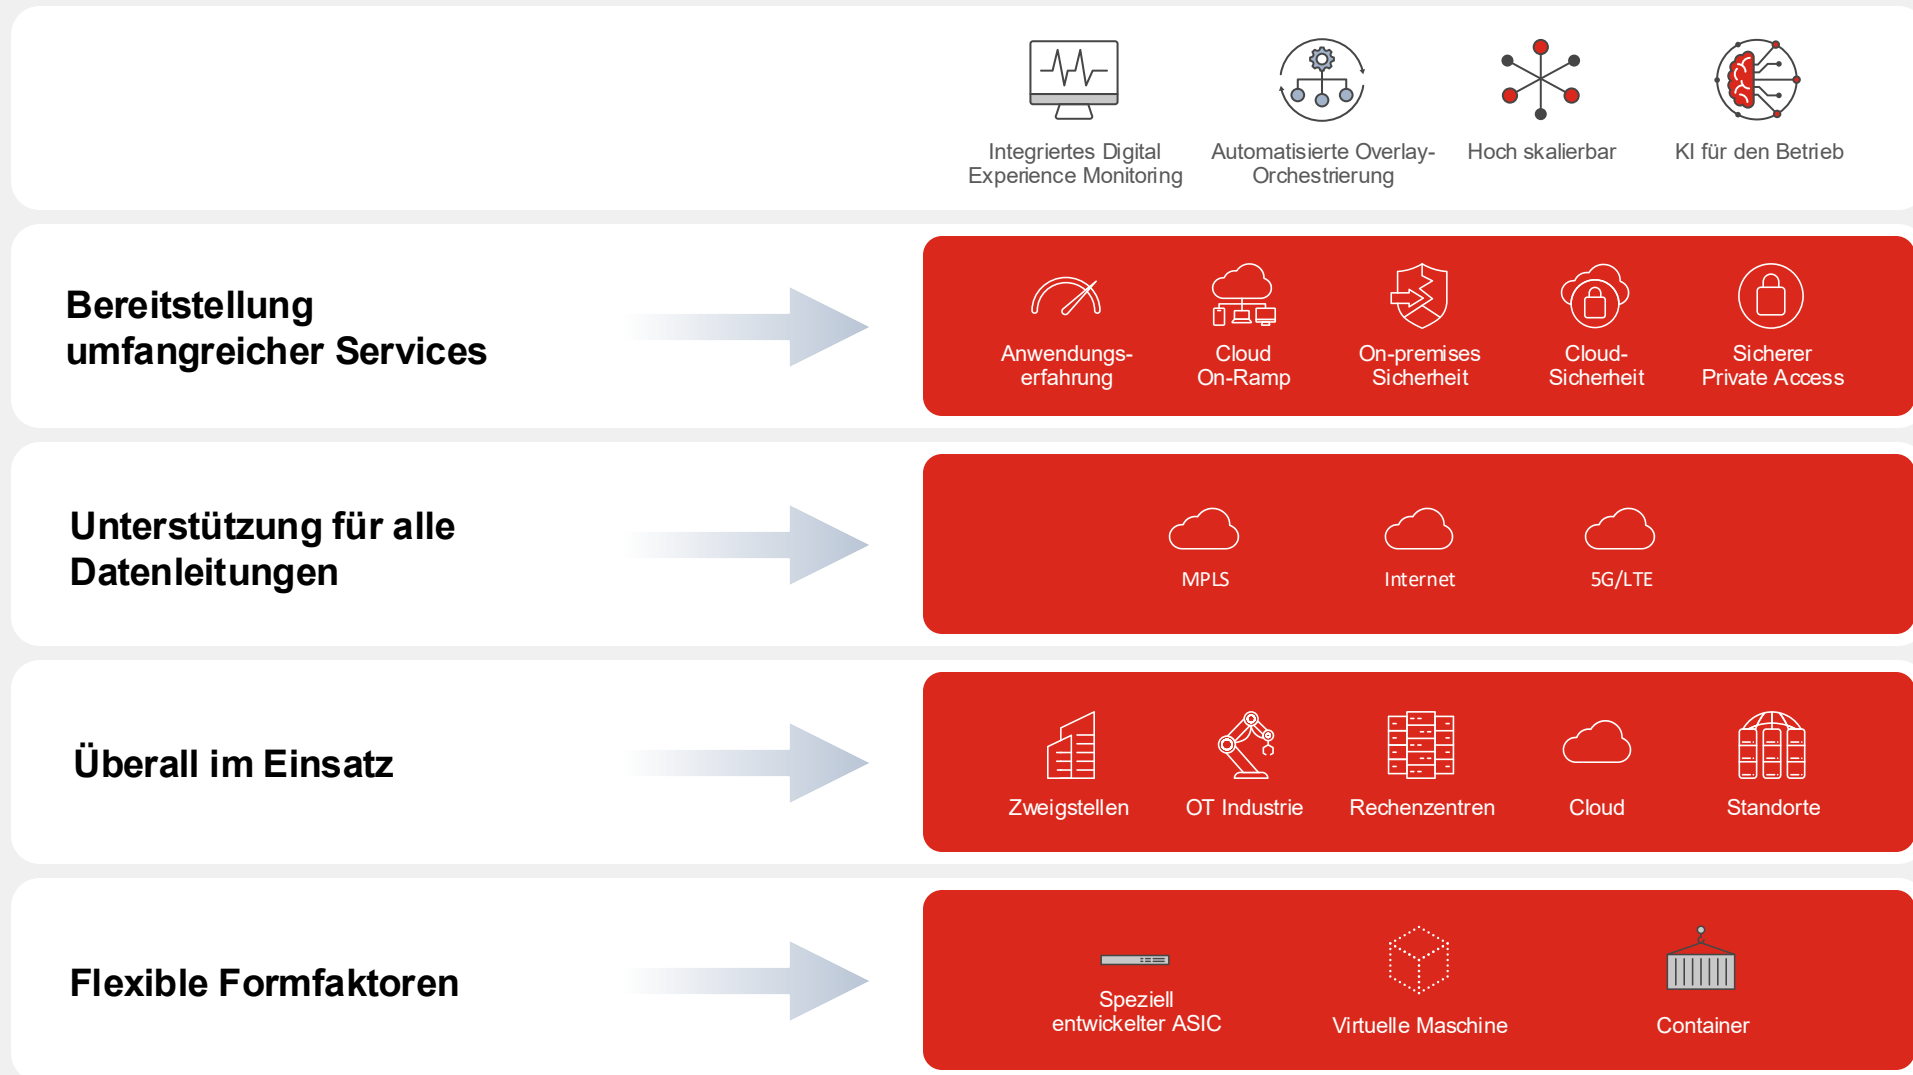 Integriertes Digital
Experience Monitoring
Automatisierte Overlay-
Orchestrierung
Hoch skalierbar
KI für den Betrieb
Bereitstellung
umfangreicher Services
Anwendungs-
erfahrung
Cloud
On-Ramp
On-premises
Sicherheit
Cloud-
Sicherheit
Sicherer
Private Access
Unterstützung für alle
Datenleitungen
MPLS
Internet
5G/LTE
Überall im Einsatz
Zweigstellen
OT Industrie
Rechenzentren
Cloud
Standorte
Flexible Formfaktoren
Speziell
entwickelter ASIC
Virtuelle Maschine
Container